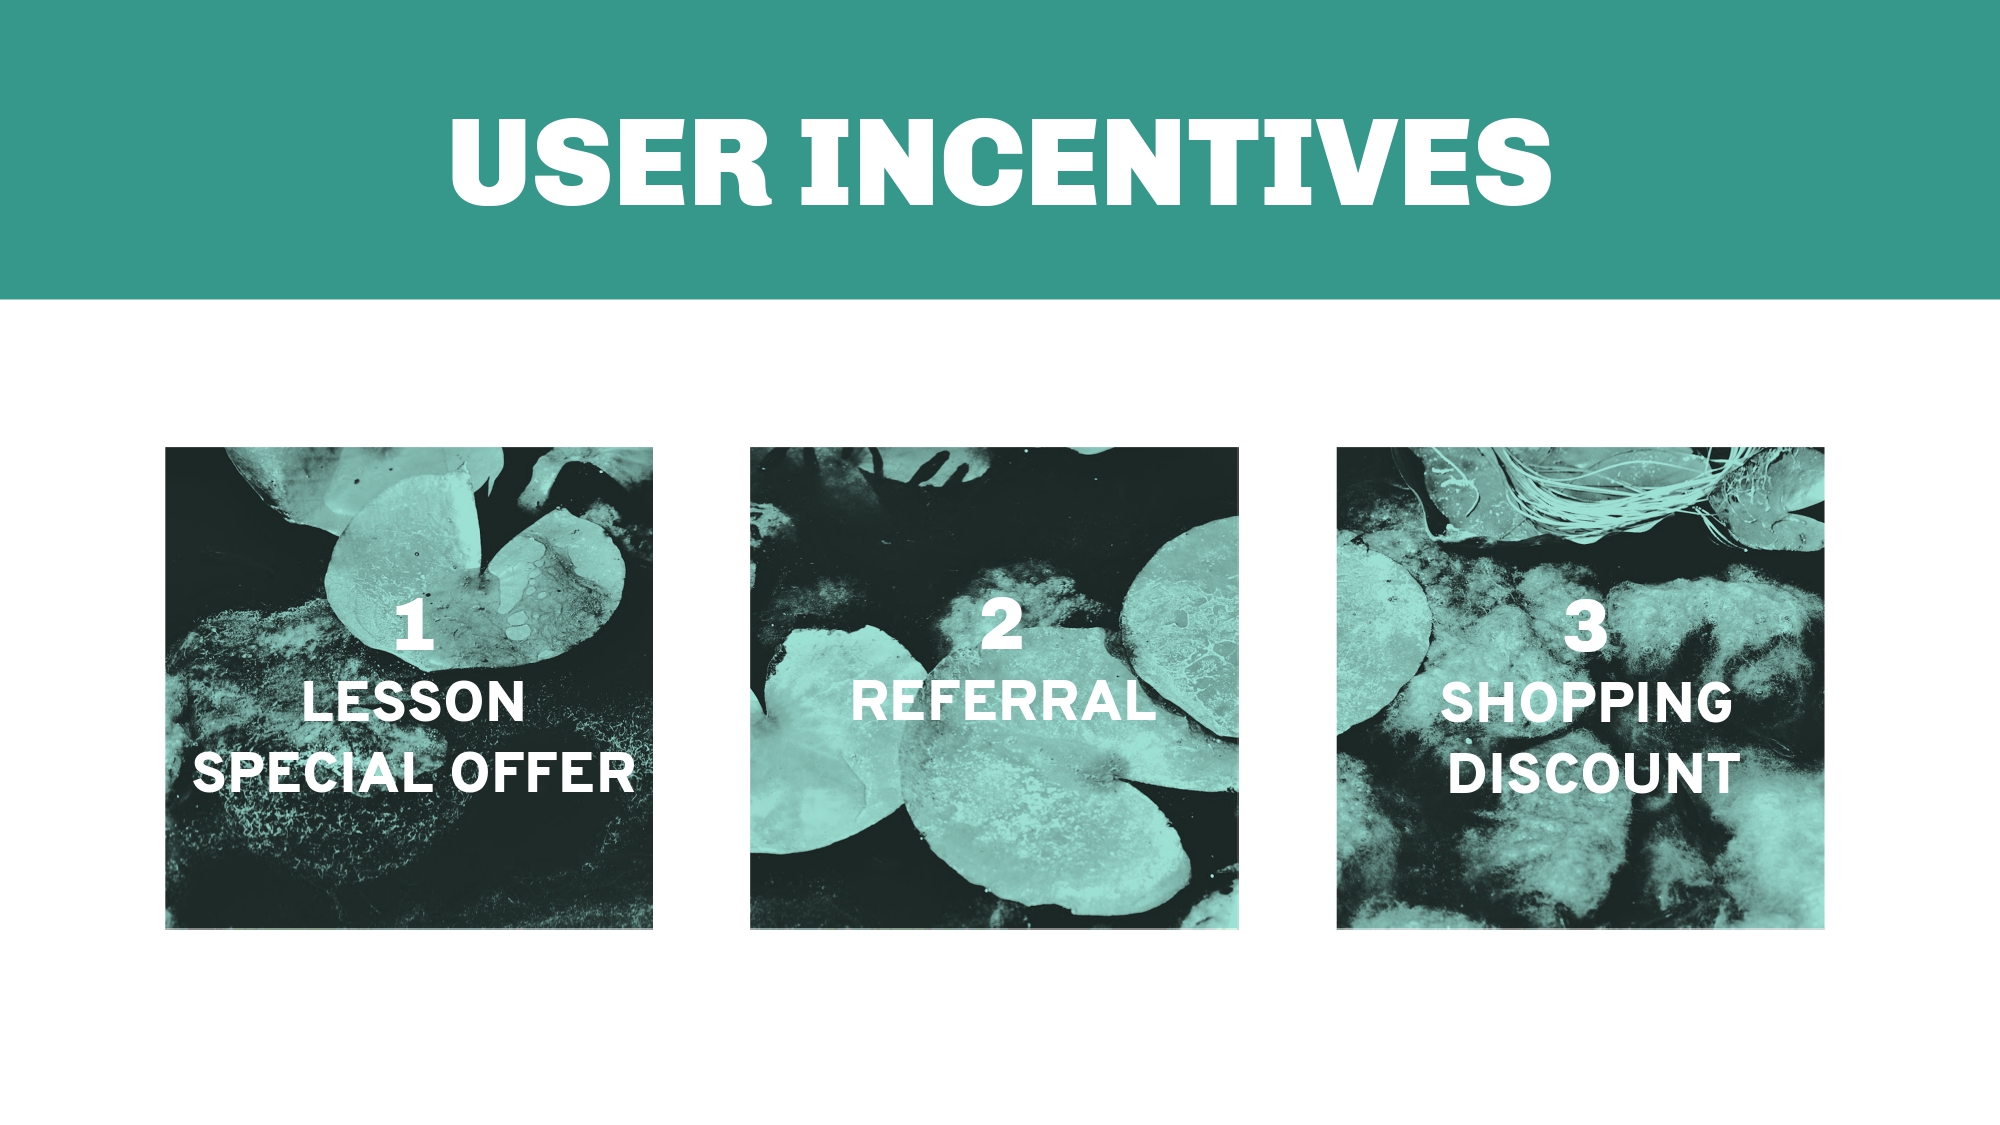 USER INCENTIVES
1
LESSON
SPECIAL OFFER
2
REFERRAL
3
SHOPPING
DISCOUNT